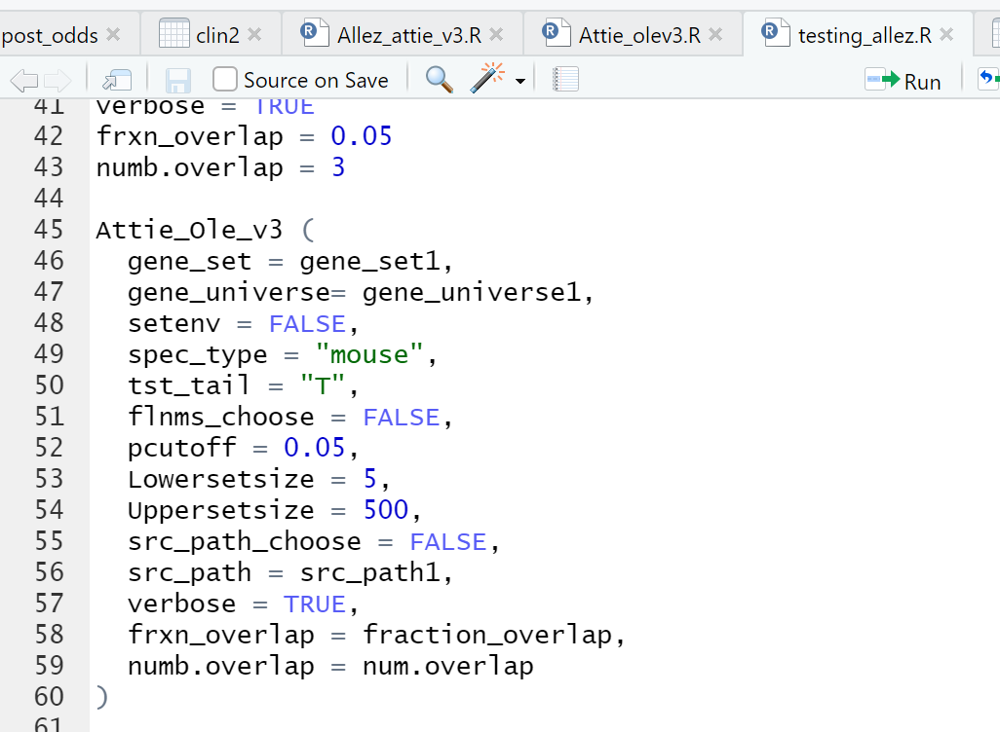 post_odds × clin2 × Allez_attie_v3.R × Attie_olev3.R × testing_allez.R ×
Source on Save Run
41 verbose = TRUE
42 frxn_overlap = 0.05
43 numb.overlap = 3
44
45 Attie_Ole_v3 (
46 gene_set = gene_set1,
47 gene_universe= gene_universe1,
48 setenv = FALSE,
49 spec_type = "mouse",
50 tst_tail = "T",
51 flnms_choose = FALSE,
52 pcutoff = 0.05,
53 Lowersetsize = 5,
54 Uppersetsize = 500,
55 src_path_choose = FALSE,
56 src_path = src_path1,
57 verbose = TRUE,
58 frxn_overlap = fraction_overlap,
59 numb.overlap = num.overlap
60 )
61